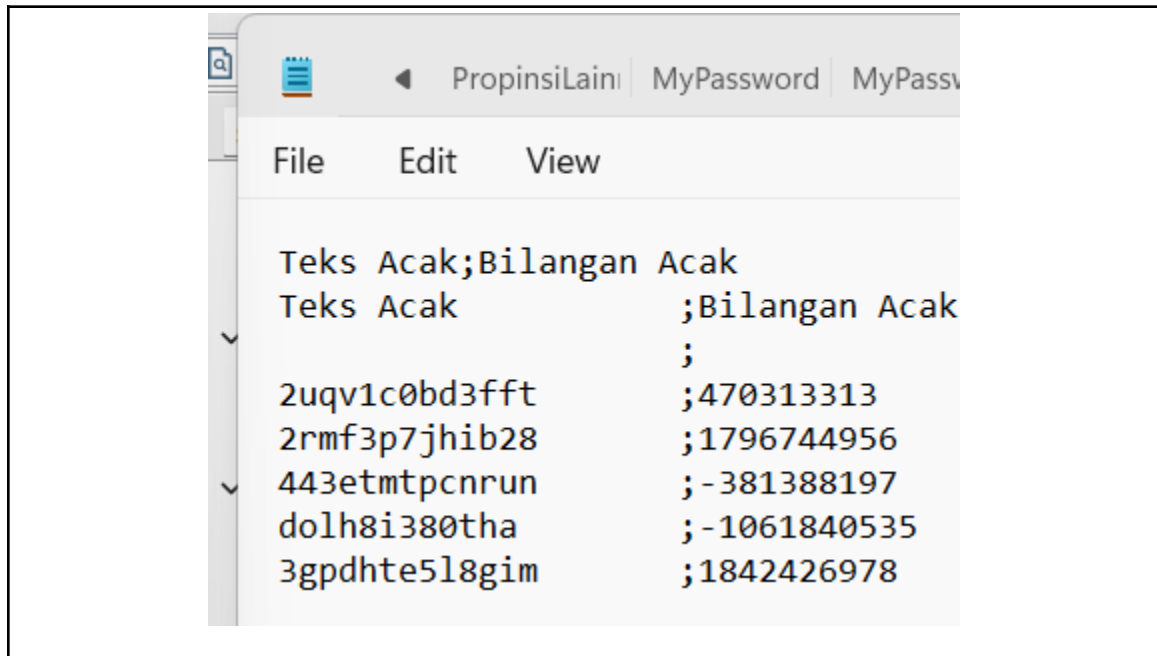 PropinsiLain MyPassword MyPassw
File Edit View
Teks Acak;Bilangan Acak
Teks Acak ;Bilangan Acak
;
2uqv1c0bd3fft ;470313313
2rmf3p7jhib28 ;1796744956
443etmtpcnrun ;-381388197
dolh8i380tha ;-1061840535
3gpdhte5l8gim ;1842426978